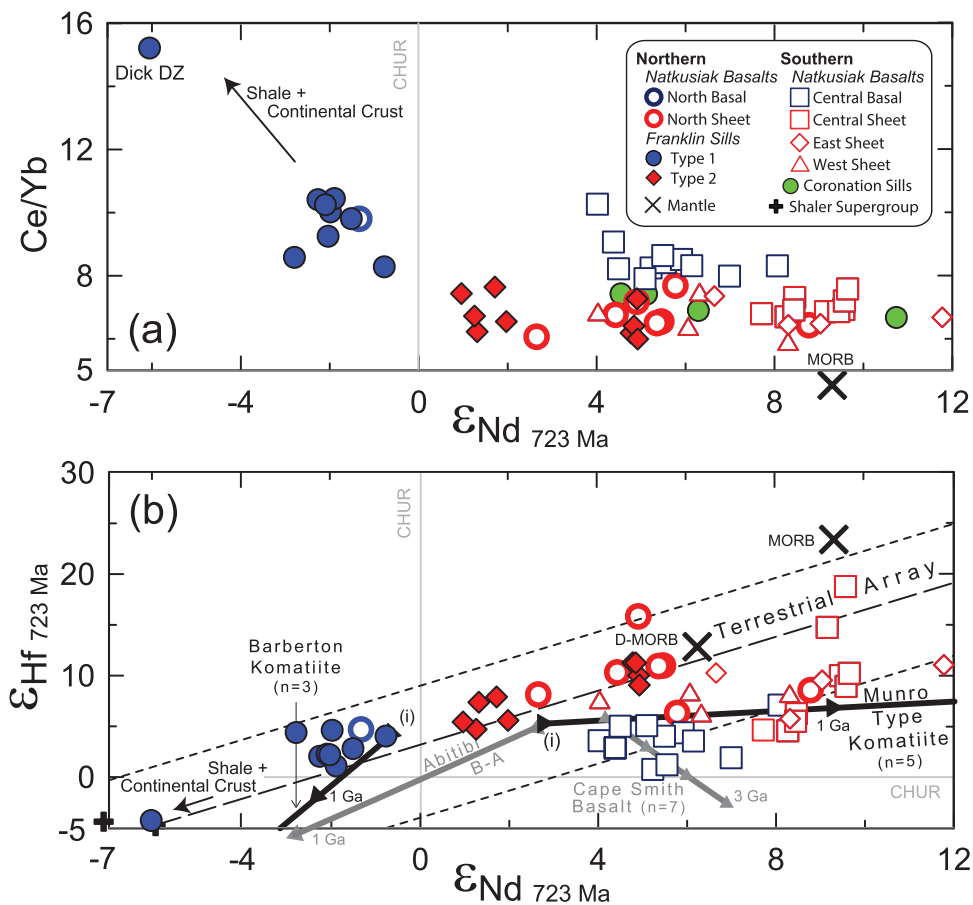 16
12
8
5
Ce/Yb
Dick DZ
Shale +
Continental Crust
CHUR
(a)
MORB
Northern
Natkusiak Basalts
North Basal
North Sheet
Franklin Sills
Type 1
Type 2
Mantle
Southern
Natkusiak Basalts
Central Basal
Central Sheet
East Sheet
West Sheet
Coronation Sills
Shaler Supergroup
-7
-4
0
4
8
12
εNd 723 Ma
30
20
10
0
-5
εHf 723 Ma
(b)
CHUR
MORB
Terrestrial Array
D-MORB
Barberton
Komatiite
(n=3)
(i)
Shale +
Continental Crust
1 Ga
Abitibi
B-A
1 Ga
(i)
Cape Smith
Basalt (n=7)
3 Ga
1 Ga
Munro
Type
Komatiite
(n=5)
CHUR
-7
-4
0
4
8
12
εNd 723 Ma